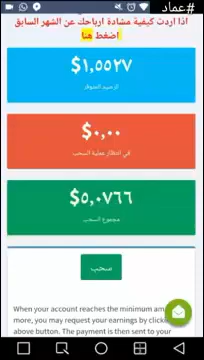 #عماد
اذا اردت كيفية مشادة ارباحك عن الشهر السابق
اضغط هنا
$١,٥٥٢٧
الرصيد المتوفر
$٠,٠٠
في انتظار عملية السحب
$٥,٠٧٦٦
مجموع السحب
سحب
When your account reaches the minimum am
more, you may request your earnings by click
above button. The payment is then sent to your